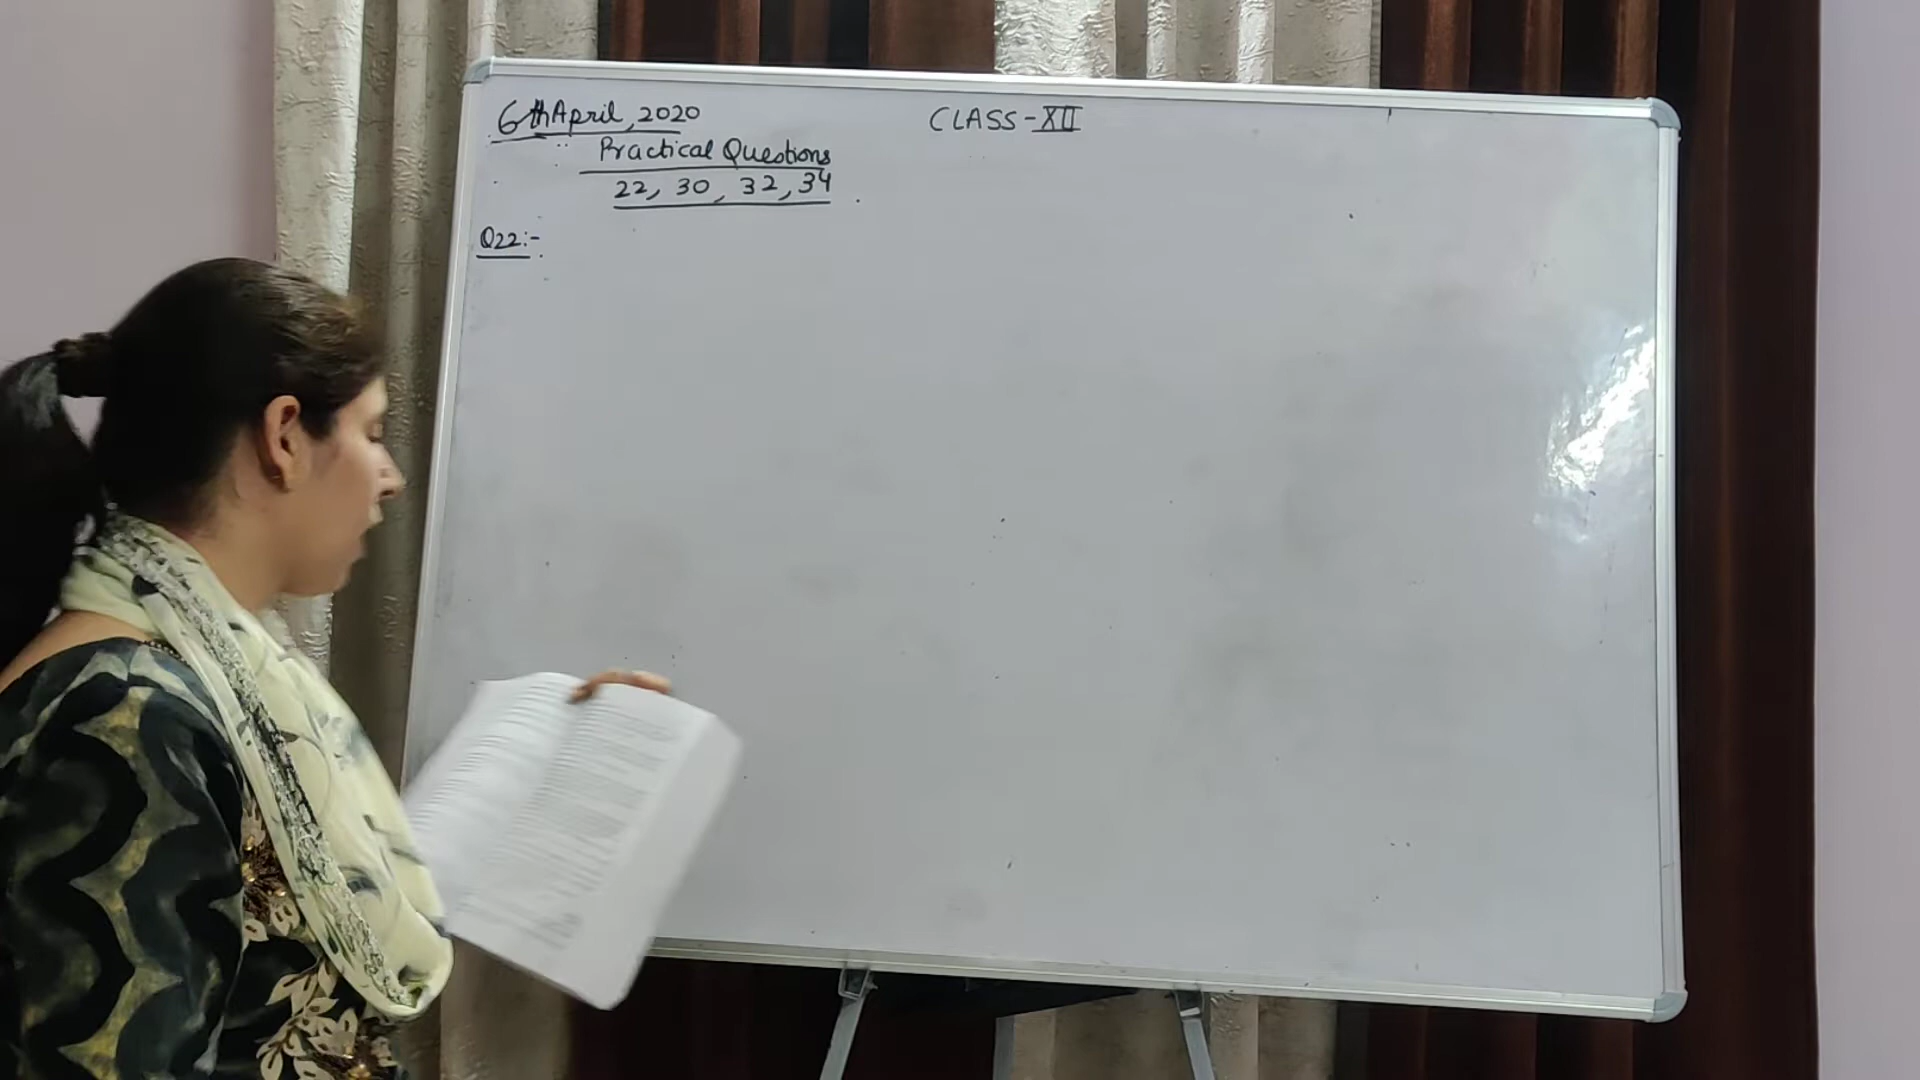 6th April, 2020
CLASS-XII
Practical Questions
22, 30, 32, 34
Q22:-